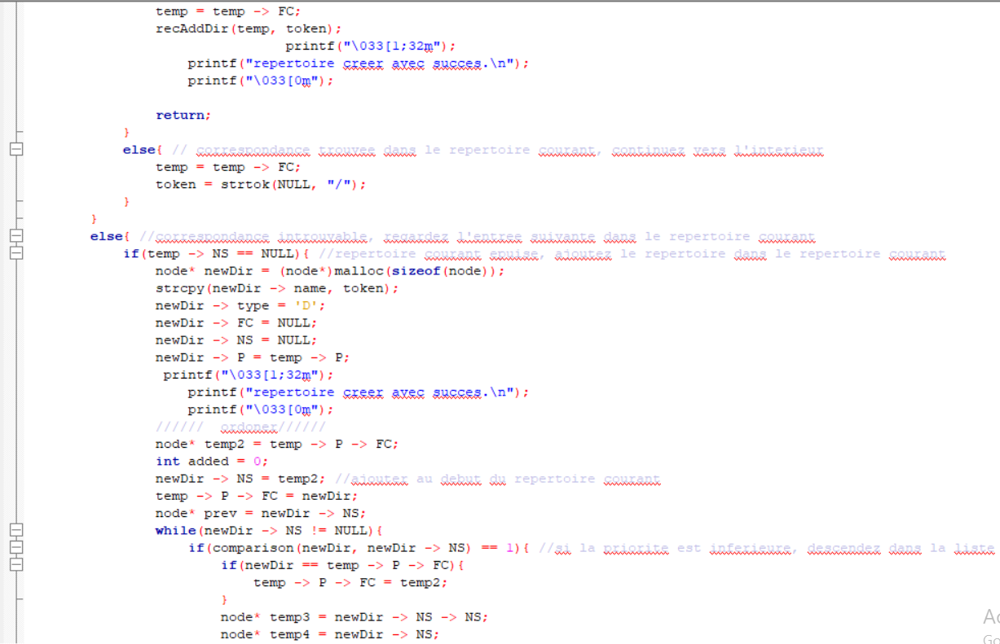 temp = temp -> FC;
recAddDir(temp, token);
printf("\033[1;32m");
printf("repertoire creer avec succes.\n");
printf("\033[0m");
return;
}
else{ // correspondance trouvee dans le repertoire courant, continuez vers l'interieur
temp = temp -> FC;
token = strtok(NULL, "/");
}
}
else{ //correspondance introuvable, regardez l'entree suivante dans le repertoire courant
if(temp -> NS == NULL){ //repertoire courant epuise, ajoutez le repertoire dans le repertoire courant
node* newDir = (node*)malloc(sizeof(node));
strcpy(newDir -> name, token);
newDir -> type = 'D';
newDir -> FC = NULL;
newDir -> NS = NULL;
newDir -> P = temp -> P;
printf("\033[1;32m");
printf("repertoire creer avec succes.\n");
printf("\033[0m");
////// ordoner//////
node* temp2 = temp -> P -> FC;
int added = 0;
newDir -> NS = temp2; //ajouter au debut du repertoire courant
temp -> P -> FC = newDir;
node* prev = newDir -> NS;
while(newDir -> NS != NULL){
if(comparison(newDir, newDir -> NS) == 1){ //si la priorite est inferieure, descendez dans la liste
if(newDir == temp -> P -> FC){
temp -> P -> FC = temp2;
}
node* temp3 = newDir -> NS -> NS;
node* temp4 = newDir -> NS;